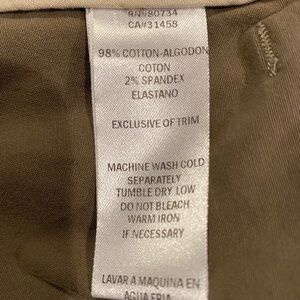 RN#80734
CA#31458
98% COTTON-ALGODON
COTON
2% SPANDEX
ELASTANO
EXCLUSIVE OF TRIM
MACHINE WASH COLD
SEPARATELY
TUMBLE DRY LOW
DO NOT BLEACH
WARM IRON
IF NECESSARY
LAVAR A MAQUINA EN
AGUA FRIA